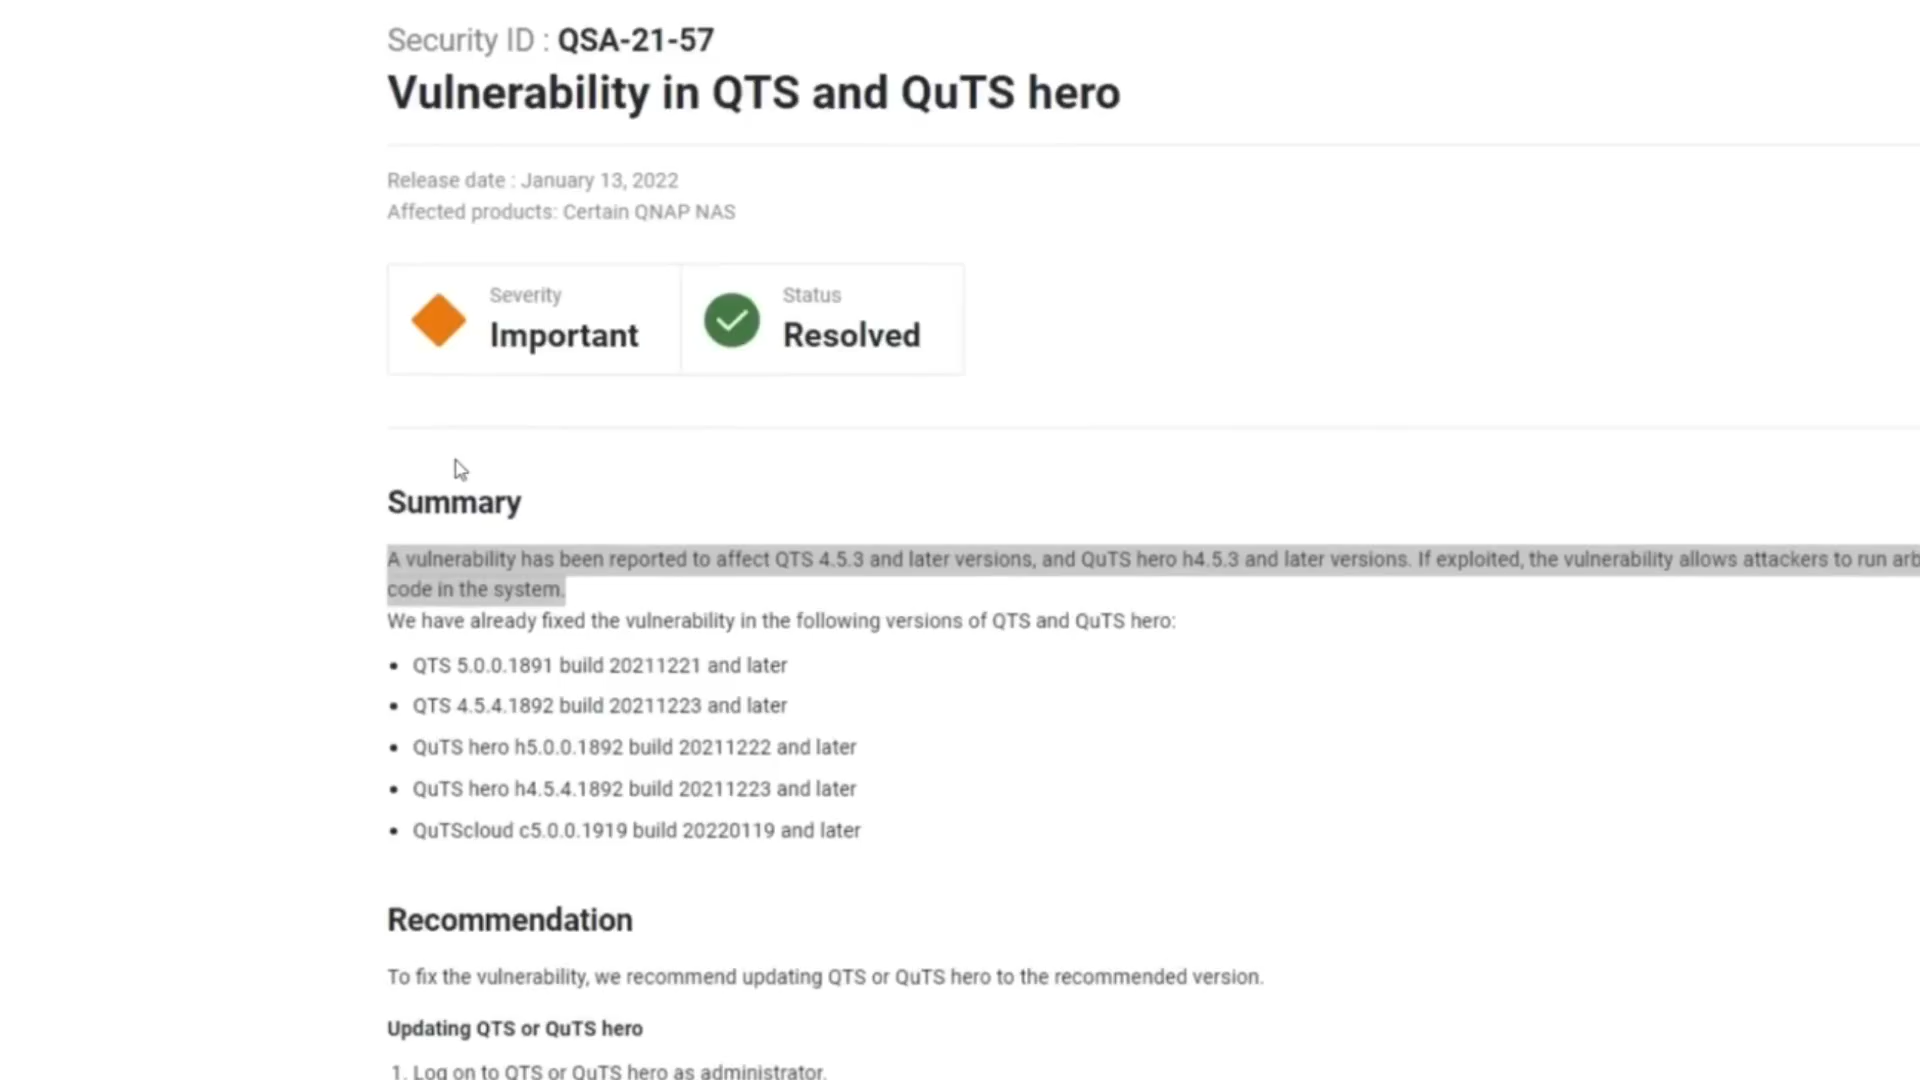 Security ID : QSA-21-57
Vulnerability in QTS and QuTS hero
Release date : January 13, 2022
Affected products: Certain QNAP NAS
Severity
Important
Status
Resolved
Summary
A vulnerability has been reported to affect QTS 4.5.3 and later versions, and QuTS hero h4.5.3 and later versions. If exploited, the vulnerability allows attackers to run arb
code in the system.
We have already fixed the vulnerability in the following versions of QTS and QuTS hero:
• QTS 5.0.0.1891 build 20211221 and later
• QTS 4.5.4.1892 build 20211223 and later
• QuTS hero h5.0.0.1892 build 20211222 and later
• QuTS hero h4.5.4.1892 build 20211223 and later
• QuTScloud c5.0.0.1919 build 20220119 and later
Recommendation
To fix the vulnerability, we recommend updating QTS or QuTS hero to the recommended version.
Updating QTS or QuTS hero
1. Log on to QTS or QuTS hero as administrator.